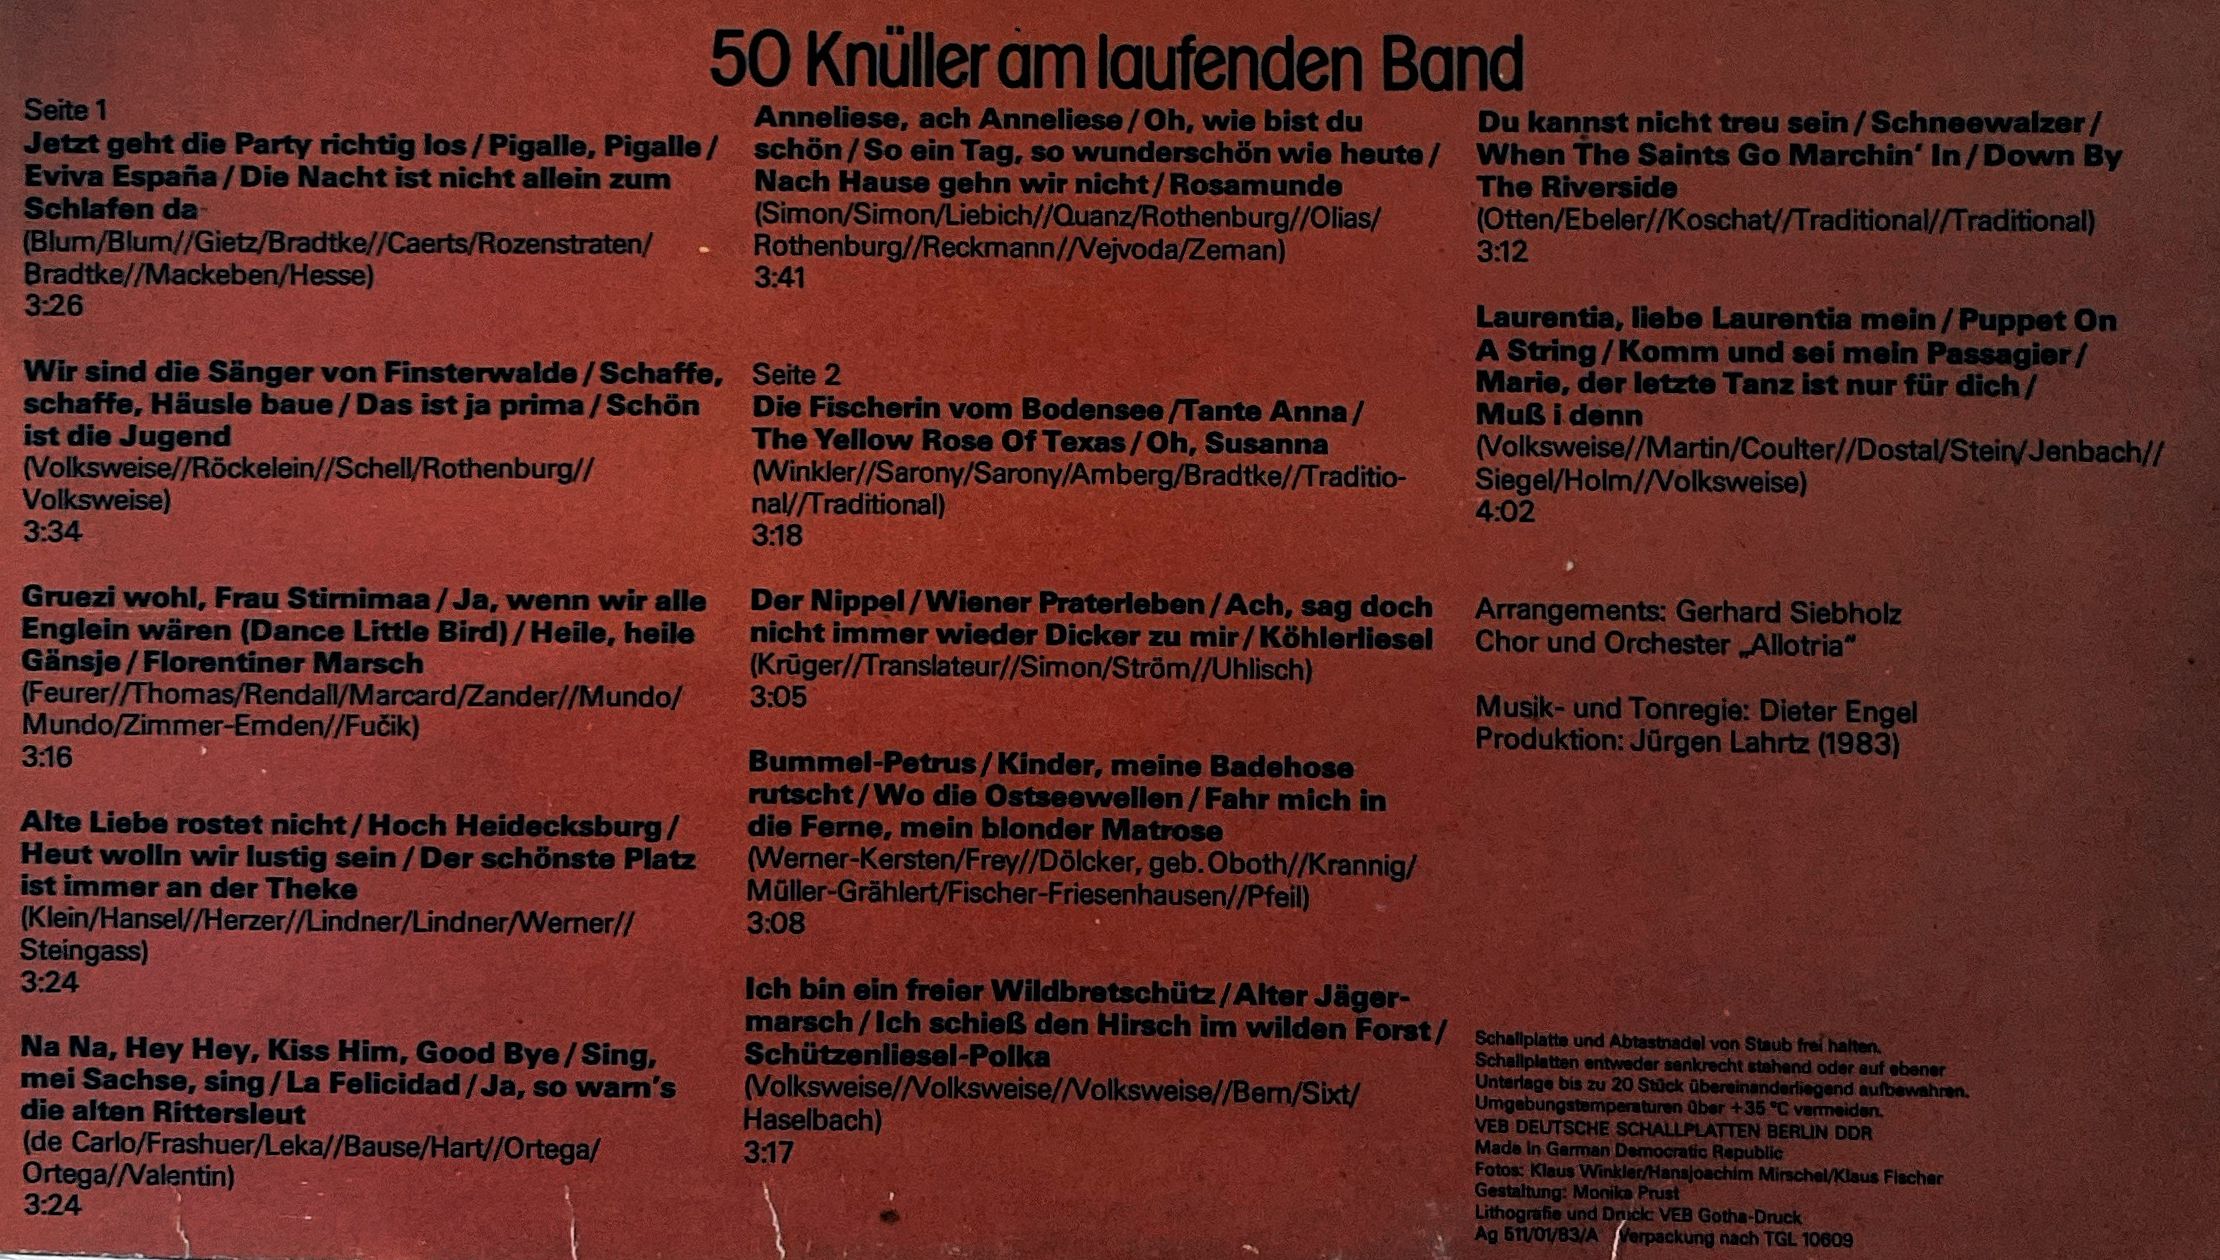 50 Knüller am laufenden Band
Seite 1
Jetzt geht die Party richtig los / Pigalle, Pigalle /
Eviva España / Die Nacht ist nicht allein zum
Schlafen da
(Blum/Blum//Gietz/Bradtke//Caerts/Rozenstraten/
Bradtke//Mackeben/Hesse)
3:26
Wir sind die Sänger von Finsterwalde / Schaffe,
schaffe, Häusle baue / Das ist ja prima / Schön
ist die Jugend
(Volksweise//Röckelein//Schell/Rothenburg//
Volksweise)
3:34
Gruezi wohl, Frau Stirnimaa / Ja, wenn wir alle
Englein wären (Dance Little Bird) / Heile, heile
Gänsje / Florentiner Marsch
(Feurer//Thomas/Rendall/Marcard/Zander//Mundo/
Mundo/Zimmer-Emden//Fučik)
3:16
Alte Liebe rostet nicht / Hoch Heidecksburg /
Heut wolln wir lustig sein / Der schönste Platz
ist immer an der Theke
(Klein/Hansel//Herzer//Lindner/Lindner/Werner//
Steingass)
3:24
Na Na, Hey Hey, Kiss Him, Good Bye / Sing,
mei Sachse, sing / La Felicidad / Ja, so warn's
die alten Rittersleut
(de Carlo/Frashuer/Leka//Bause/Hart//Ortega/
Ortega//Valentin)
3:24
Anneliese, ach Anneliese / Oh, wie bist du
schön / So ein Tag, so wunderschön wie heute /
Nach Hause gehn wir nicht / Rosamunde
(Simon/Simon/Liebich//Quanz/Rothenburg//Olias/
Rothenburg//Reckmann//Vejvoda/Zeman)
3:41
Seite 2
Die Fischerin vom Bodensee /Tante Anna /
The Yellow Rose Of Texas / Oh, Susanna
(Winkler//Sarony/Sarony/Amberg/Bradtke//Traditio-
nal//Traditional)
3:18
Der Nippel / Wiener Praterleben / Ach, sag doch
nicht immer wieder Dicker zu mir / Köhlerliesel
(Krüger//Translateur//Simon/Ström//Uhlisch)
3:05
Bummel-Petrus / Kinder, meine Badehose
rutscht / Wo die Ostseewellen / Fahr mich in
die Ferne, mein blonder Matrose
(Werner-Kersten/Frey//Dölcker, geb. Oboth//Krannig/
Müller-Grählert/Fischer-Friesenhausen//Pfeil)
3:08
Ich bin ein freier Wildbretschütz / Alter Jäger-
marsch / Ich schieß den Hirsch im wilden Forst /
Schützenliesel-Polka
(Volksweise//Volksweise//Volksweise//Bern/Sixt/
Haselbach)
3:17
Du kannst nicht treu sein / Schneewalzer /
When The Saints Go Marchin' In / Down By
The Riverside
(Otten/Ebeler//Koschat//Traditional//Traditional)
3:12
Laurentia, liebe Laurentia mein / Puppet On
A String / Komm und sei mein Passagier /
Marie, der letzte Tanz ist nur für dich /
Muß i denn
(Volksweise//Martin/Coulter//Dostal/Stein/Jenbach//
Siegel/Holm//Volksweise)
4:02
Arrangements: Gerhard Siebholz
Chor und Orchester „Allotria“
Musik- und Tonregie: Dieter Engel
Produktion: Jürgen Lahrtz (1983)
Schallplatte und Abtastnadel von Staub frei halten.
Schallplatten entweder senkrecht stehend oder auf ebener
Unterlage bis zu 20 Stück übereinanderliegend aufbewahren.
Umgebungstemperaturen über +35 °C vermeiden.
VEB DEUTSCHE SCHALLPLATTEN BERLIN DDR
Made in German Democratic Republic
Fotos: Klaus Winkler/Hansjoachim Mirschel/Klaus Fischer
Gestaltung: Monika Prust
Lithografie und Druck: VEB Gotha-Druck
Ag 511/01/83/A Verpackung nach TGL 10609